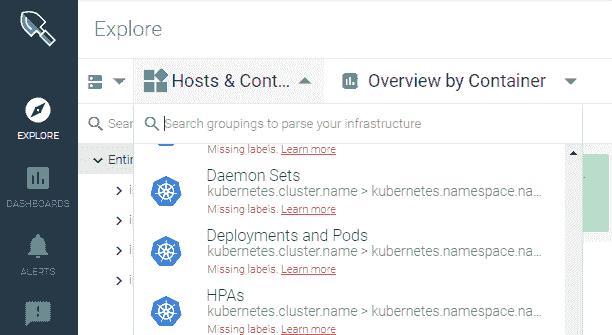 Explore
Hosts & Cont...
Overview by Container
Sear
Search groupings to parse your infrastructure
EXPLORE
Missing labels. Learn more
Entir
Daemon Sets
kubernetes.cluster.name > kubernetes.namespace.na...
Missing labels. Learn more
DASHBOARDS
Deployments and Pods
kubernetes.cluster.name > kubernetes.namespace.na...
Missing labels. Learn more
ALERTS
HPAs
kubernetes.cluster.name > kubernetes.namespace.na...
Missing labels. Learn more